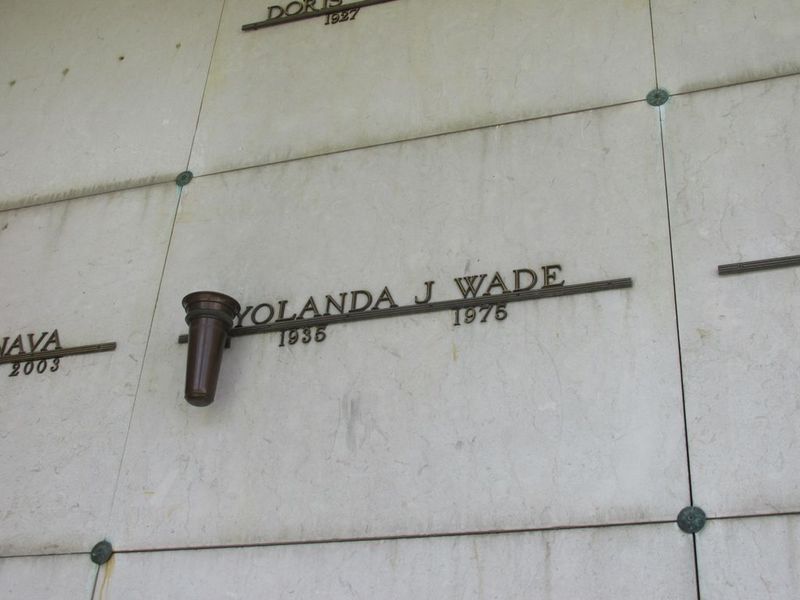 DORIS
1927
YOLANDA J WADE
1935 1975
NAVA
2003